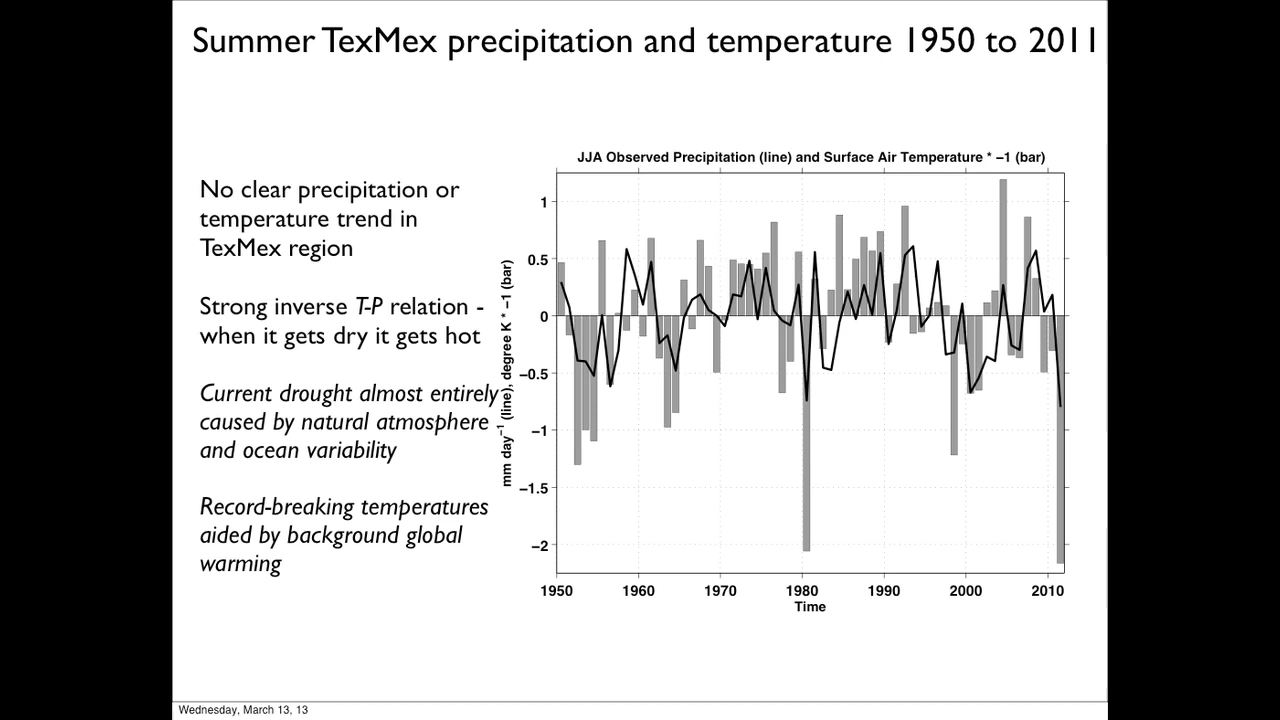 Summer TexMex precipitation and temperature 1950 to 2011
No clear precipitation or
temperature trend in
TexMex region
Strong inverse T-P relation -
when it gets dry it gets hot
Current drought almost entirely
caused by natural atmosphere
and ocean variability
Record-breaking temperatures
aided by background global
warming
JJA Observed Precipitation (line) and Surface Air Temperature * −1 (bar)
mm day−1 (line), degree K * −1 (bar)
1
0.5
0
−0.5
−1
−1.5
−2
1950 1960 1970 1980 1990 2000 2010
Time
Wednesday, March 13, 13